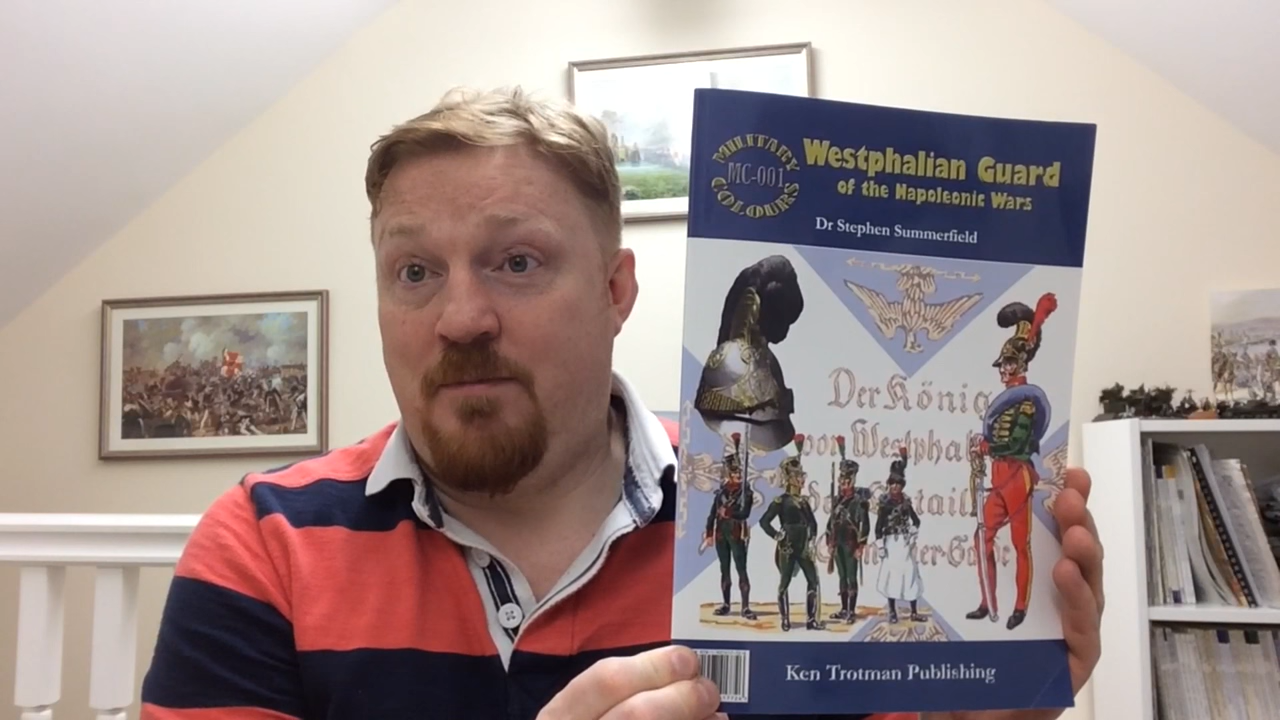 MILITARY
MC-001
COLOURS
Westphalian Guard
of the Napoleonic Wars
Dr Stephen Summerfield
Der König
von Westphal
Ken Trotman Publishing